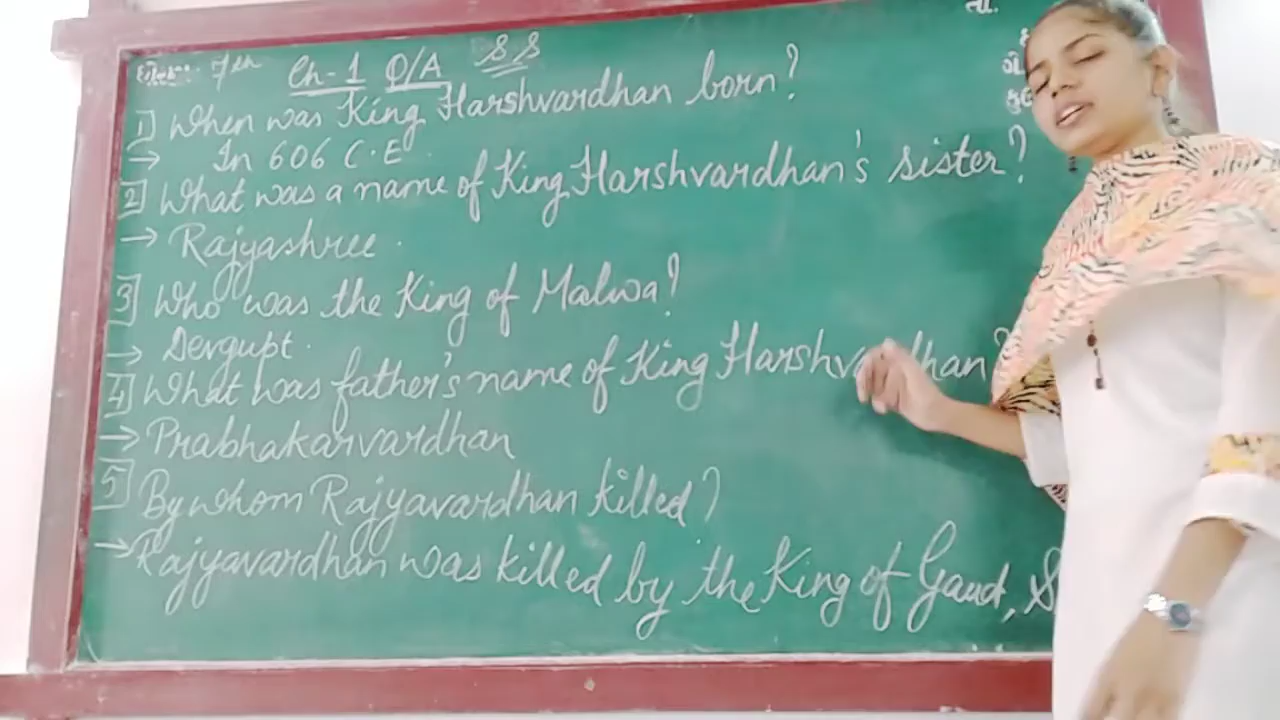 7th Ch-1 Q/A S.S
1 When was King Harshvardhan born?
→ In 606 C.E.
2 What was a name of King Harshvardhan's sister?
→ Rajyashree.
3 Who was the King of Malwa?
→ Devgupt.
4 What was father's name of King Harshvardhan?
→ Prabhakarvardhan
5 By whom Rajyavardhan killed?
→ Rajyavardhan was killed by the King of Gaud, S